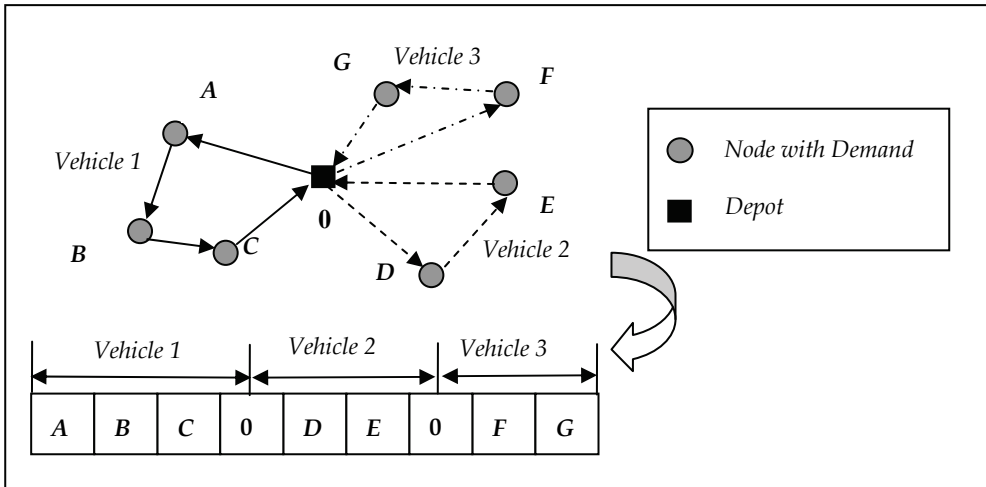 G
Vehicle 3
F
A
Vehicle 1
Node with Demand
E
Depot
0
B
C
D
Vehicle 2
Vehicle 1
Vehicle 2
Vehicle 3
A B C 0 D E 0 F G